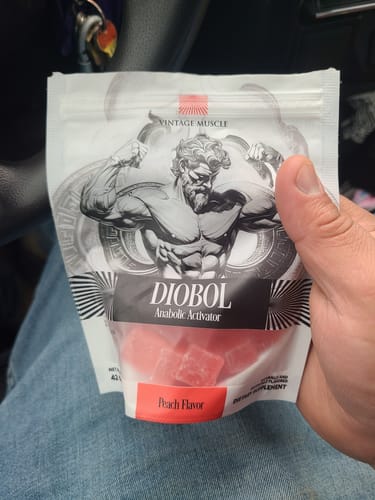 VINTAGE MUSCLE
DIOBOL
Anabolic Activator
Peach Flavor
DIETARY SUPPLEMENT